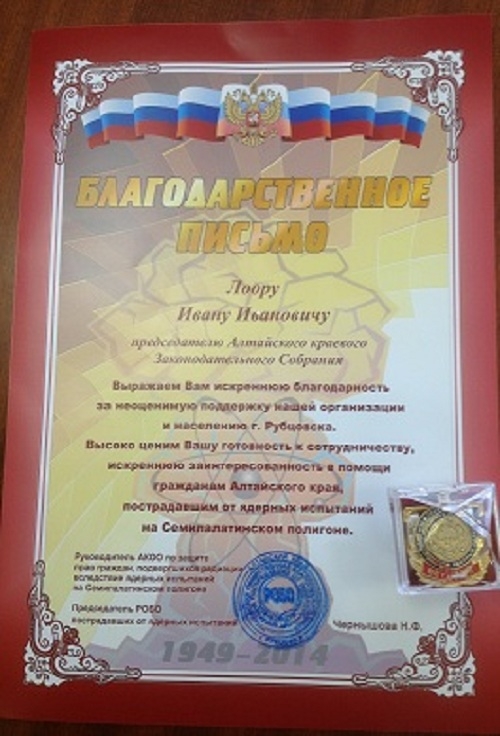 БЛАГОДАРСТВЕННОЕ
ПИСЬМО
Лоору
Ивану Ивановичу
председателю Алтайского краевого
Законодательного Собрания
Выражаем Вам искреннюю благодарность
за неоценимую поддержку нашей организации
и населению г. Рубцовска.
Высоко ценим Вашу готовность к сотрудничеству,
искреннюю заинтересованность в помощи
гражданам Алтайского края,
пострадавшим от ядерных испытаний
на Семипалатинском полигоне.
Руководитель АКОО по защите
прав граждан, подвергшихся радиации
вследствие ядерных испытаний
на Семипалатинском полигоне
Председатель РОБО
пострадавших от ядерных испытаний
Чернышова Н.Ф.
РОБО
1949-2014